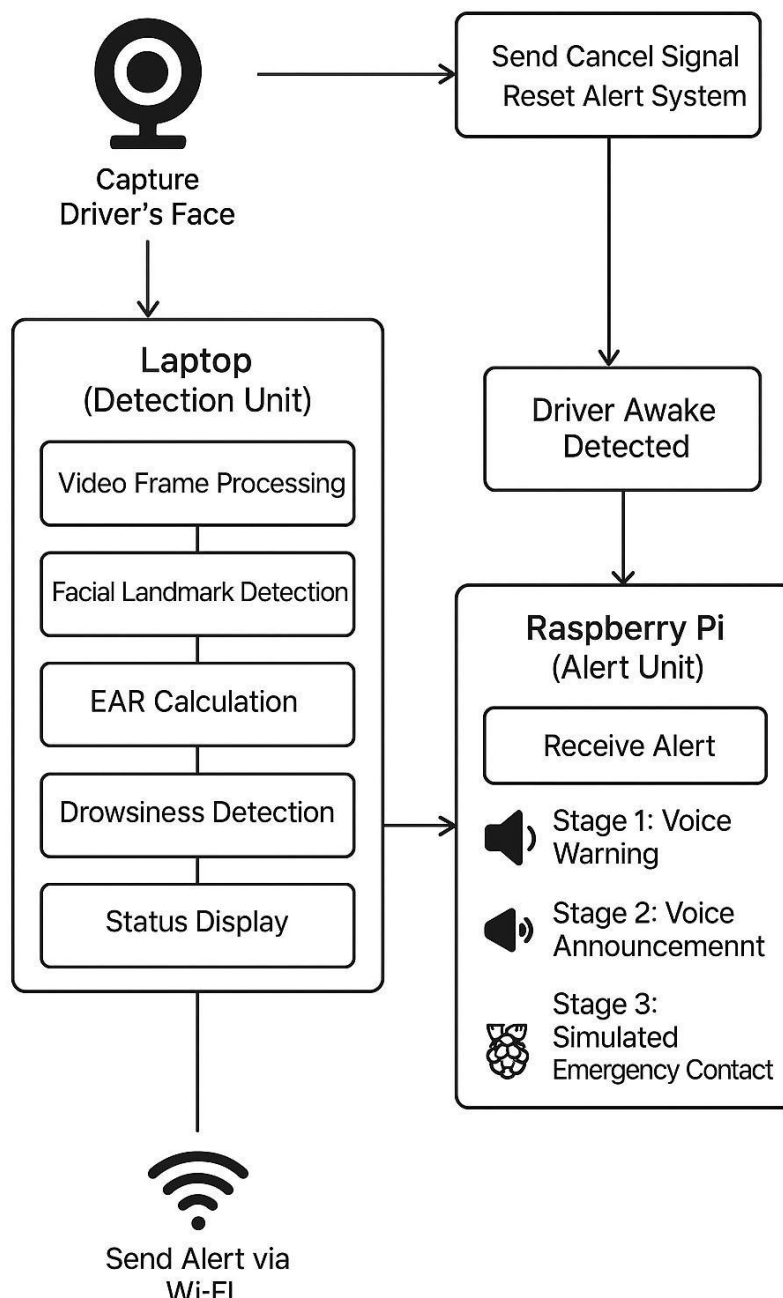 Capture
Driver's Face
Send Cancel Signal
Reset Alert System
Laptop
(Detection Unit)
Video Frame Processing
Facial Landmark Detection
EAR Calculation
Drowsiness Detection
Status Display
Send Alert via
Wi-FI
Driver Awake
Detected
Raspberry Pi
(Alert Unit)
Receive Alert
Stage 1: Voice
Warning
Stage 2: Voice
Announcemennt
Stage 3:
Simulated
Emergency Contact